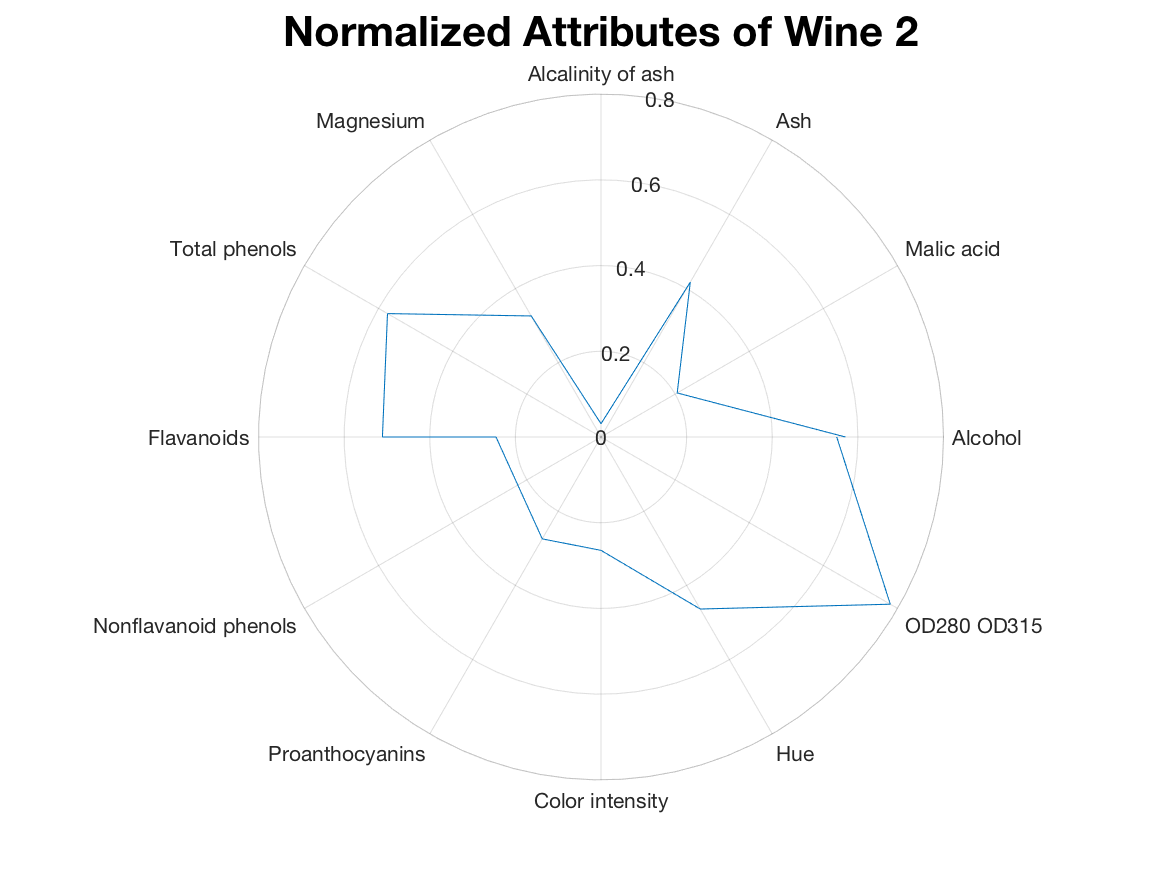 Normalized Attributes of Wine 2
Alcalinity of ash
0.8
Magnesium
Ash
0.6
Total phenols
Malic acid
0.4
0.2
Flavanoids
0
Alcohol
Nonflavanoid phenols
OD280 OD315
Proanthocyanins
Hue
Color intensity